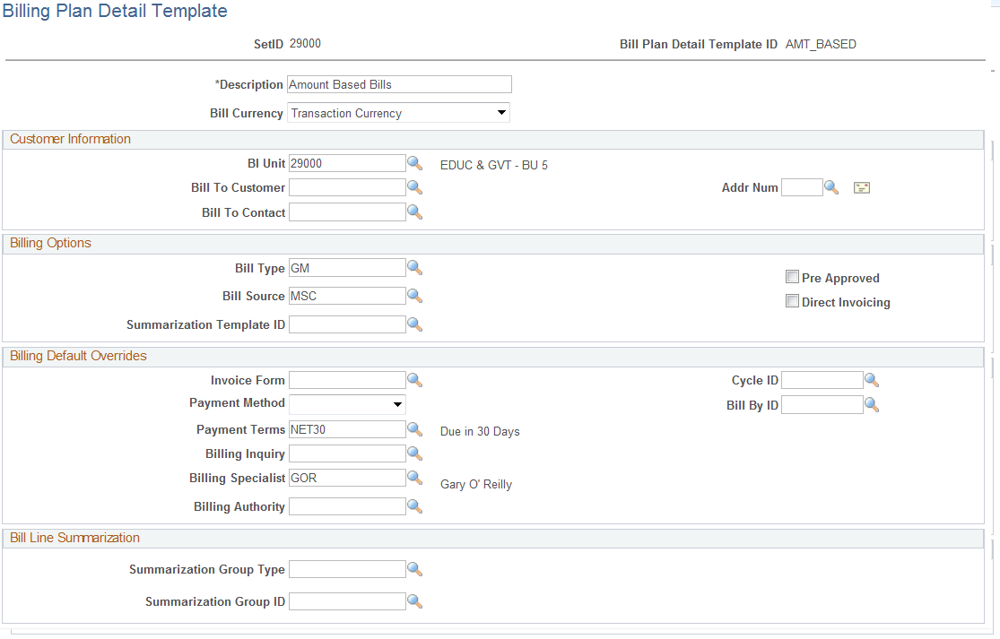 Billing Plan Detail Template
SetID 29000 Bill Plan Detail Template ID AMT_BASED
*Description Amount Based Bills
Bill Currency Transaction Currency
Customer Information
BI Unit 29000 EDUC & GVT - BU 5
Bill To Customer Addr Num
Bill To Contact
Billing Options
Bill Type GM Pre Approved
Bill Source MSC Direct Invoicing
Summarization Template ID
Billing Default Overrides
Invoice Form Cycle ID
Payment Method Bill By ID
Payment Terms NET30 Due in 30 Days
Billing Inquiry
Billing Specialist GOR Gary O' Reilly
Billing Authority
Bill Line Summarization
Summarization Group Type
Summarization Group ID